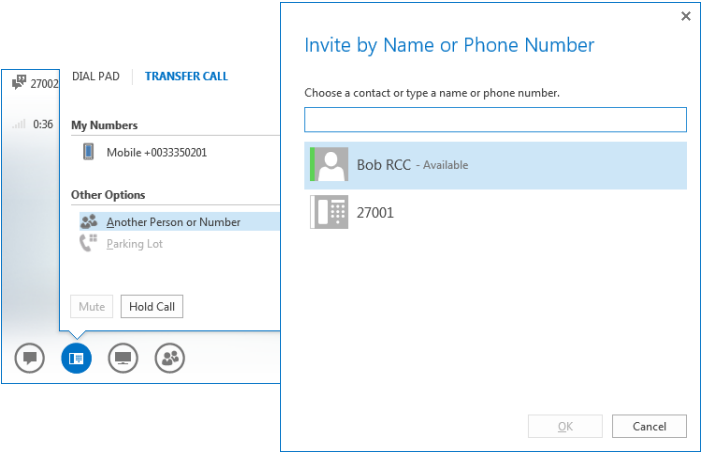 27002
0:36
DIAL PAD TRANSFER CALL
My Numbers
Mobile +0033350201
Other Options
Another Person or Number
Parking Lot
Mute Hold Call
Invite by Name or Phone Number
Choose a contact or type a name or phone number.
Bob RCC - Available
27001
OK Cancel